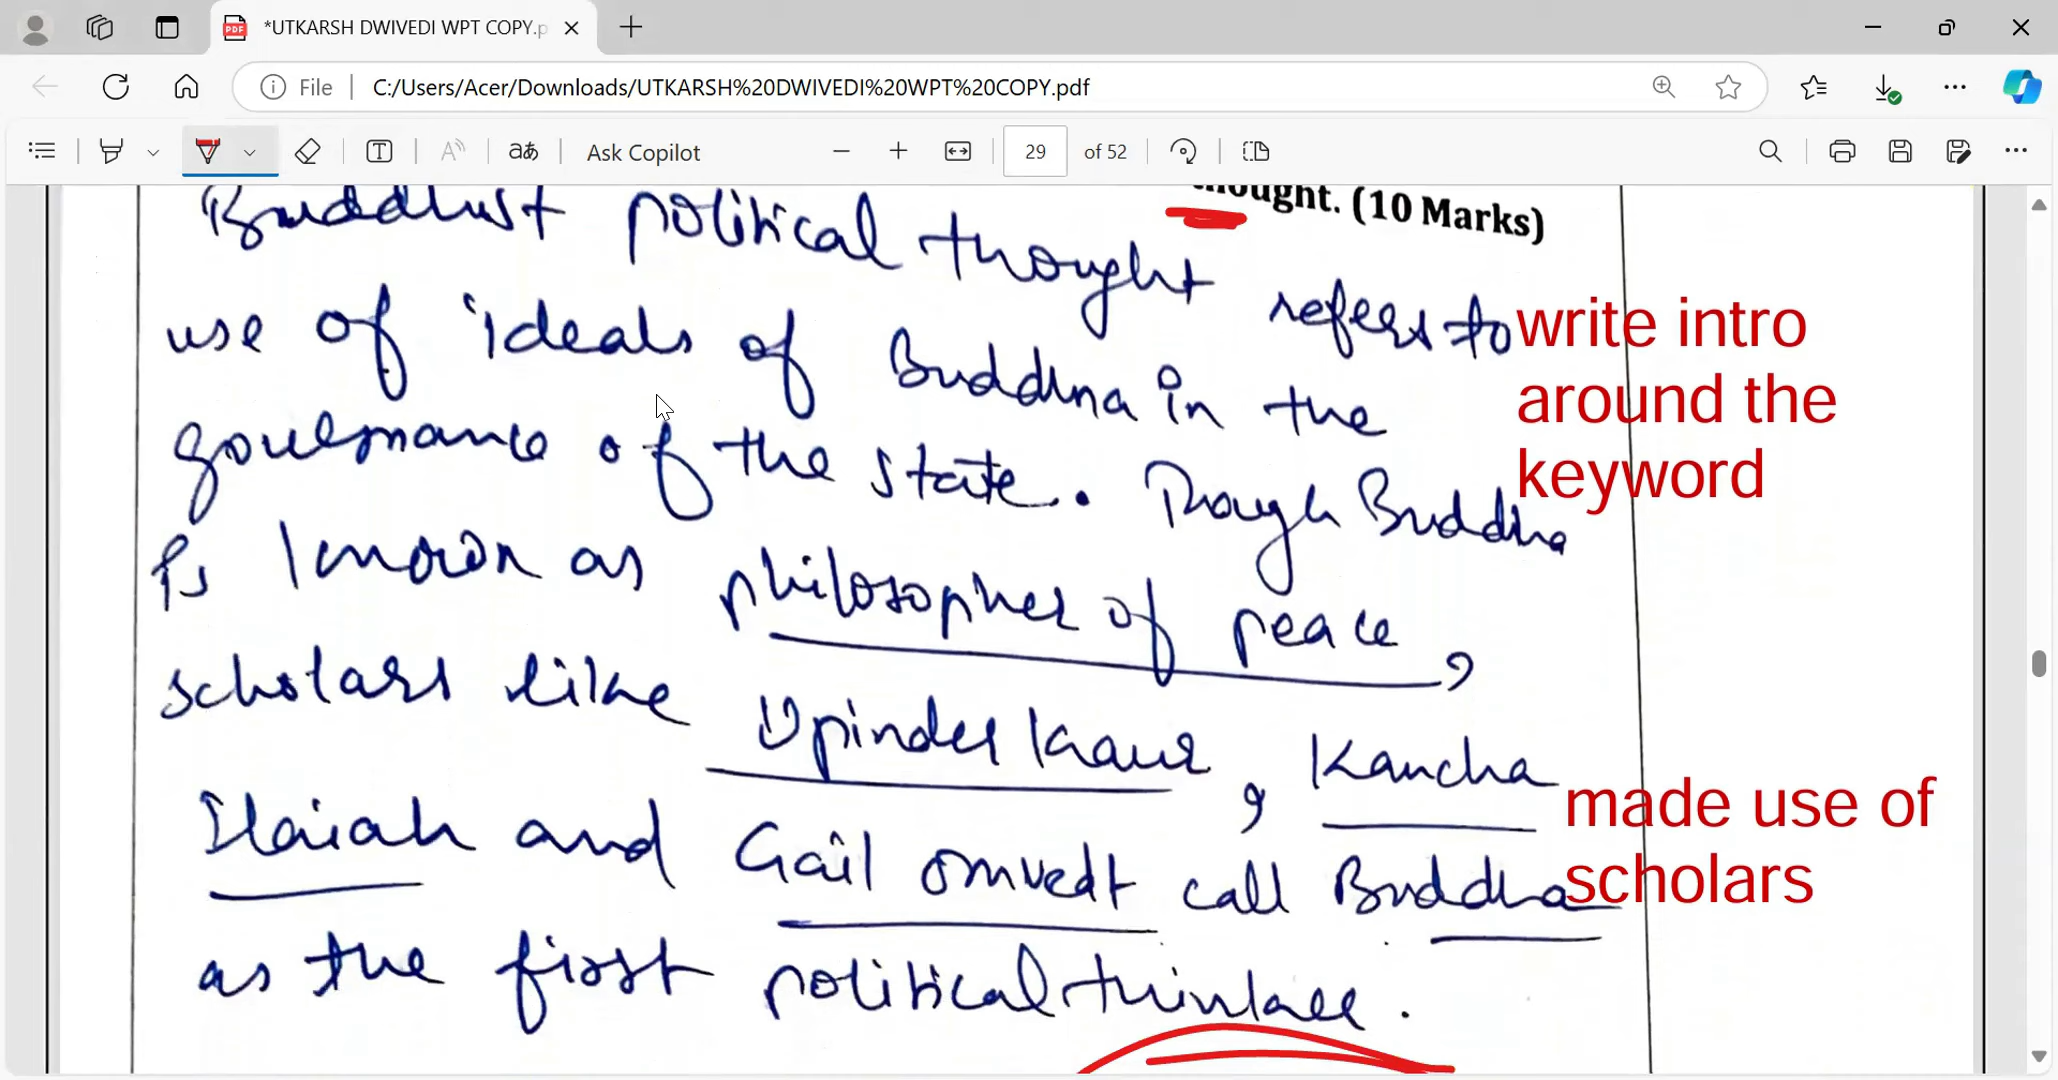 *UTKARSH DWIVEDI WPT COPY.p
File
C:/Users/Acer/Downloads/UTKARSH%20DWIVEDI%20WPT%20COPY.pdf
aあ
Ask Copilot
29
of 52
thought. (10 Marks)
Buddhist political thought refers to
use of ideals of Buddha in the
governance of the state. Though Buddha
is known as philosopher of peace,
scholars like Upinder Kaur, Kancha
Ilaiah and Gail omvedt call Buddha
as the first political thinker.
write intro
around the
keyword
made use of
scholars